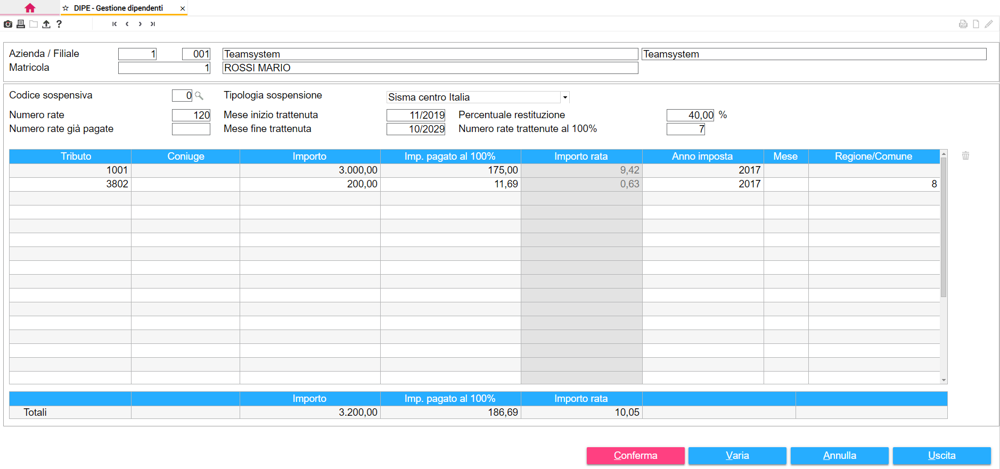 DIPE - Gestione dipendenti
Azienda / Filiale 1 001 Teamsystem Teamsystem
Matricola 1 ROSSI MARIO
Codice sospensiva 0 Tipologia sospensione Sisma centro Italia
Numero rate 120 Mese inizio trattenuta 11/2019 Percentuale restituzione 40,00 %
Numero rate già pagate Mese fine trattenuta 10/2029 Numero rate trattenute al 100% 7
Tributo Coniuge Importo Imp. pagato al 100% Importo rata Anno imposta Mese Regione/Comune
1001 3.000,00 175,00 9,42 2017
3802 200,00 11,69 0,63 2017 8
Importo Imp. pagato al 100% Importo rata
Totali 3.200,00 186,69 10,05
Conferma Varia Annulla Uscita